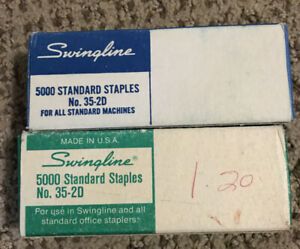 Swingline
5000 STANDARD STAPLES
No. 35-2D
FOR ALL STANDARD MACHINES
MADE IN U.S.A.
Swingline®
5000 Standard Staples
No. 35-2D
For use in Swingline and all
standard office staplers
1.20